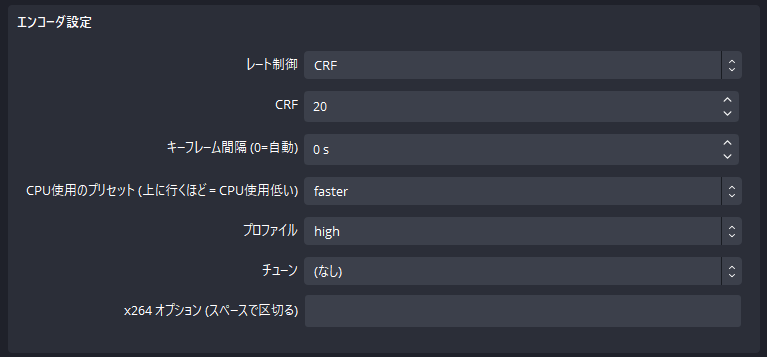 エンコーダ設定
レート制御 CRF
CRF 20
キーフレーム間隔 (0=自動) 0 s
CPU使用のプリセット (上に行くほど = CPU使用低い) faster
プロファイル high
チューン (なし)
x264 オプション (スペースで区切る)